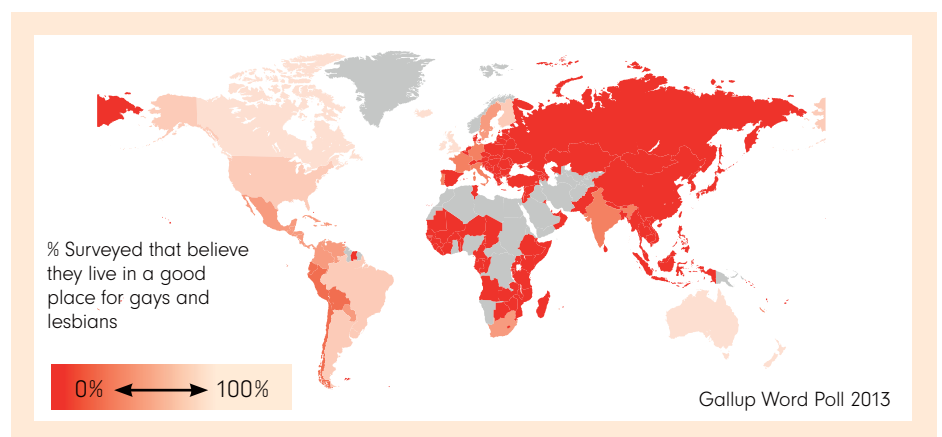 % Surveyed that believe
they live in a good
place for gays and
lesbians
0% 100%
Gallup Word Poll 2013